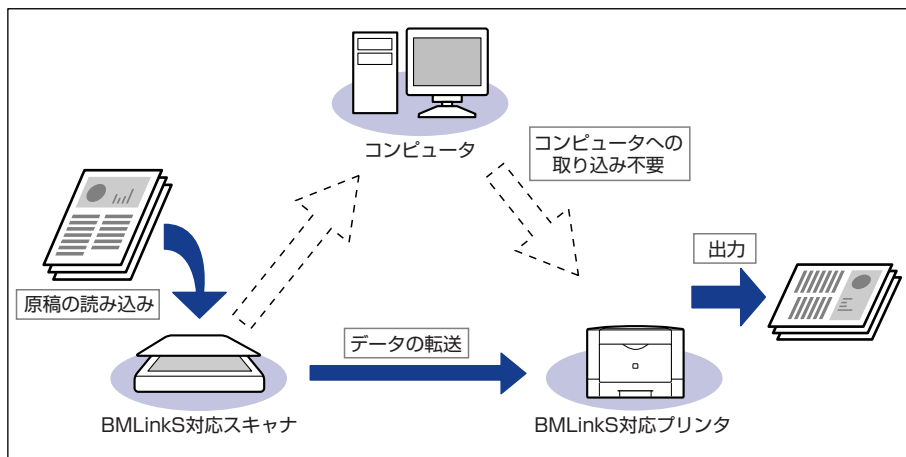 コンピュータ
コンピュータへの
取り込み不要
出力
原稿の読み込み
データの転送
BMLinkS対応スキャナ
BMLinkS対応プリンタ